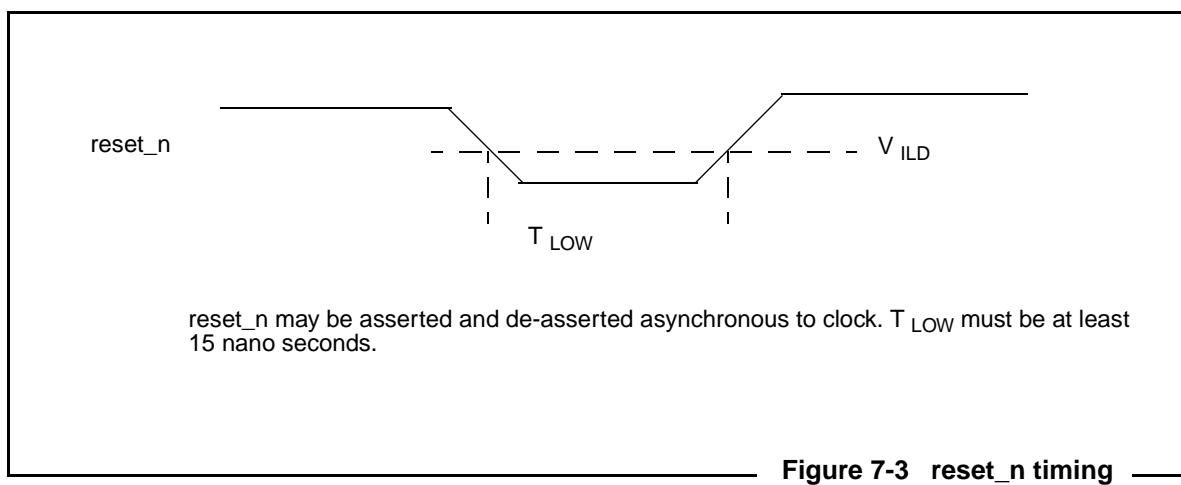 reset_n
V ILD
T LOW
reset_n may be asserted and de-asserted asynchronous to clock. T LOW must be at least
15 nano seconds.
Figure 7-3 reset_n timing